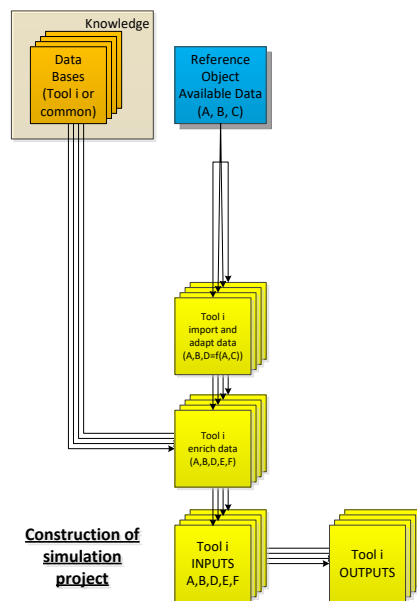 Knowledge
Data
Bases
(Tool i or
common)
Reference
Object
Available Data
(A, B, C)
Tool i
import and
adapt data
(A,B,D=f(A,C))
Tool i
enrich data
(A,B,D,E,F)
Construction of
simulation
project
Tool i
INPUTS
A,B,D,E,F
Tool i
OUTPUTS